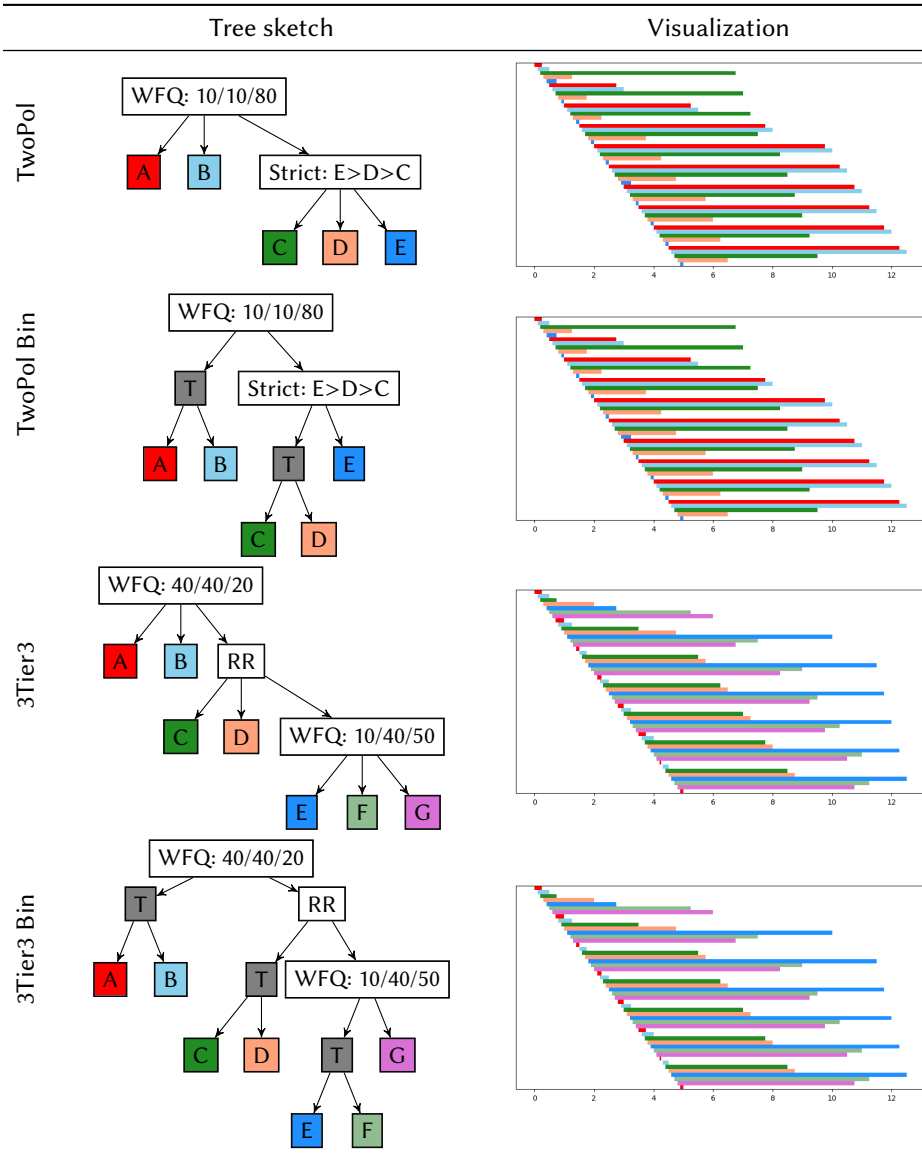 Tree sketch Visualization
TwoPol
WFQ: 10/10/80
A B Strict: E>D>C
C D E
0 2 4 6 8 10 12
TwoPol Bin
WFQ: 10/10/80
T Strict: E>D>C
A B T E
C D
0 2 4 6 8 10 12
3Tier3
WFQ: 40/40/20
A B RR
C D WFQ: 10/40/50
E F G
0 2 4 6 8 10 12
3Tier3 Bin
WFQ: 40/40/20
T RR
A B T WFQ: 10/40/50
C D T G
E F
0 2 4 6 8 10 12